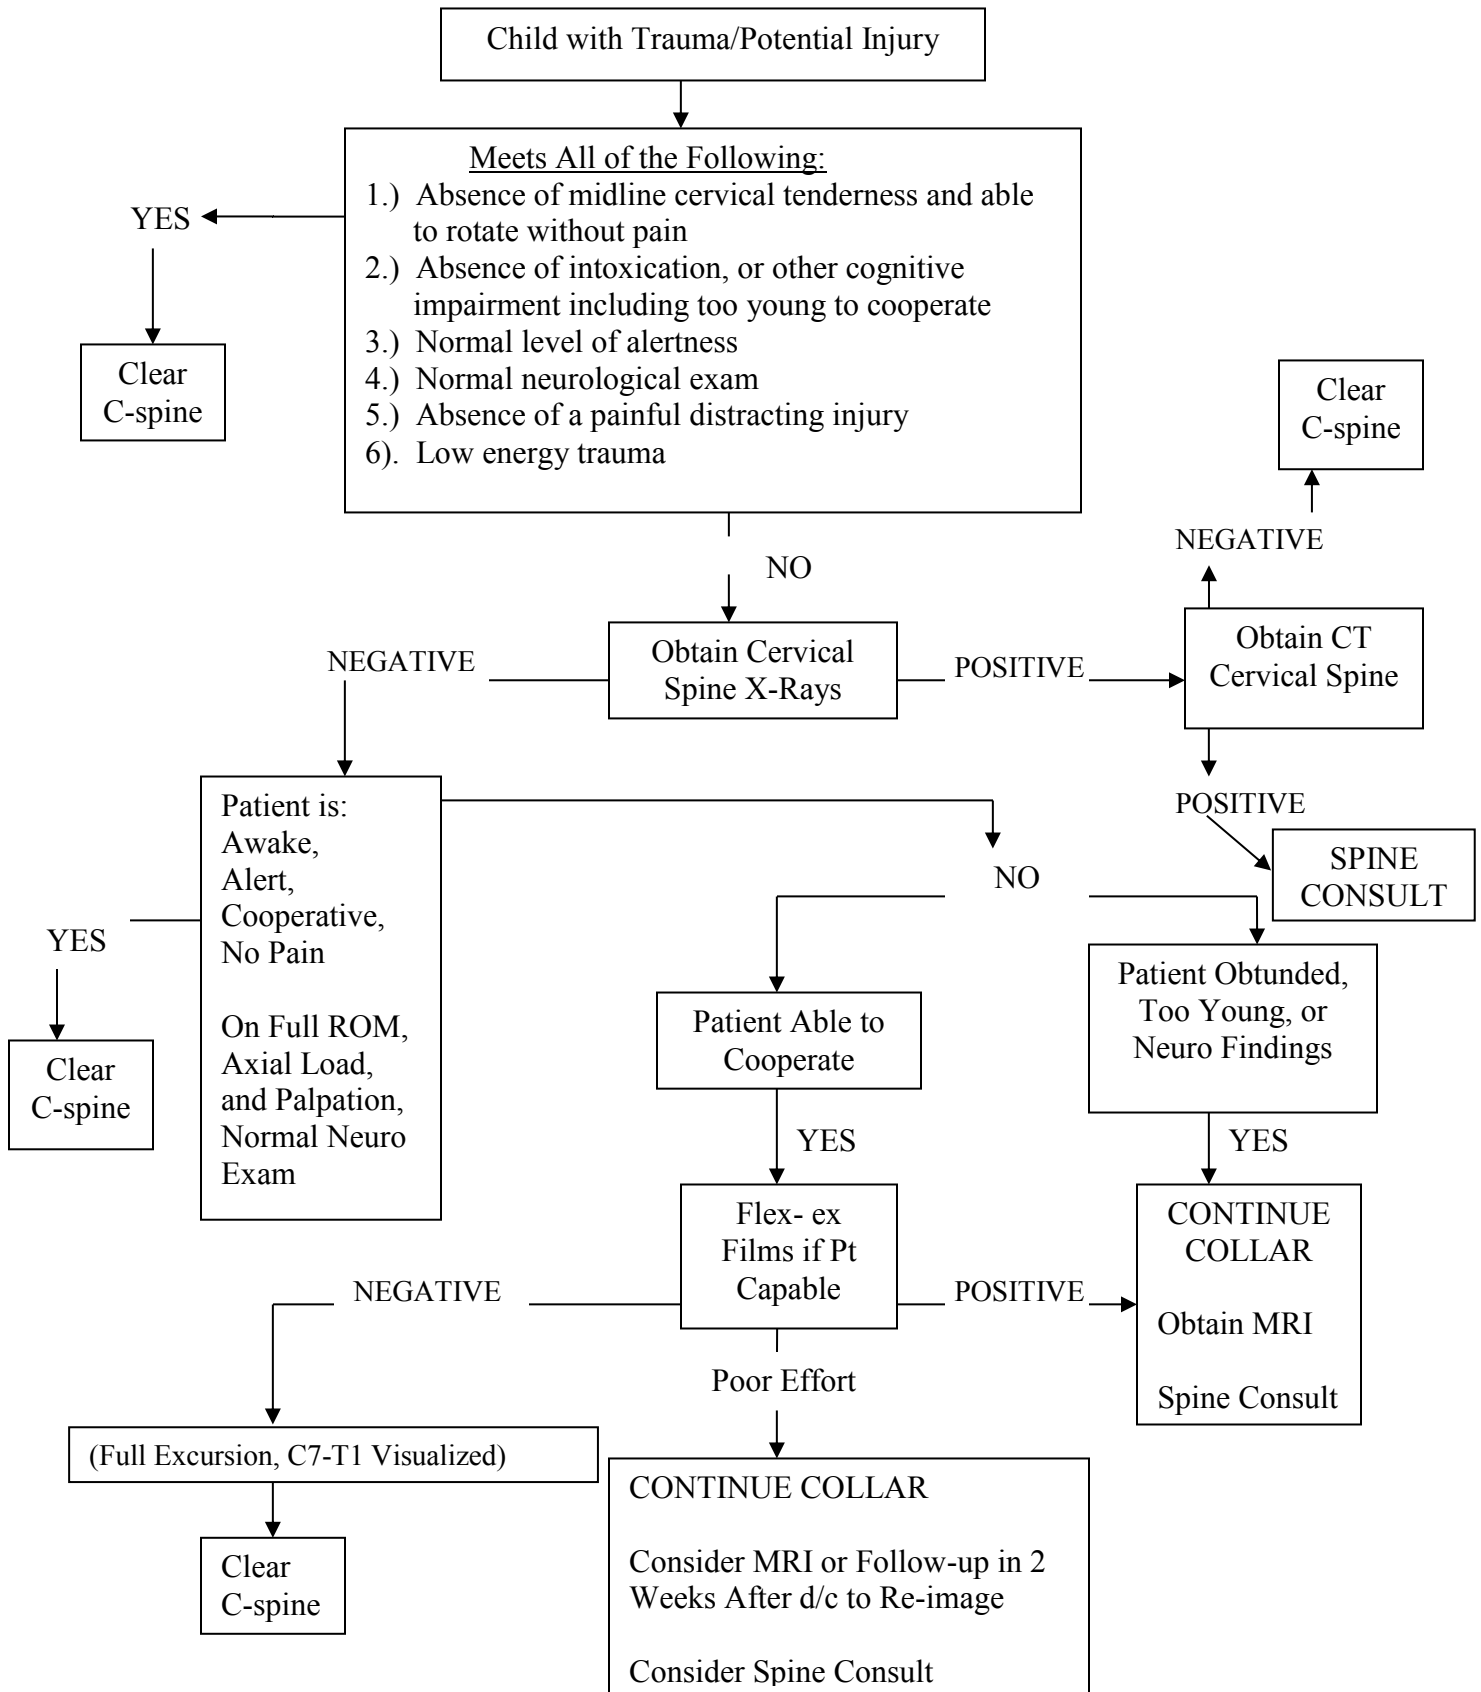 Child with Trauma/Potential Injury
Meets All of the Following:
1.) Absence of midline cervical tenderness and able
to rotate without pain
2.) Absence of intoxication, or other cognitive
impairment including too young to cooperate
3.) Normal level of alertness
4.) Normal neurological exam
5.) Absence of a painful distracting injury
6). Low energy trauma
YES
Clear
C-spine
NO
Obtain Cervical
Spine X-Rays
POSITIVE
Obtain CT
Cervical Spine
NEGATIVE
Clear
C-spine
POSITIVE
SPINE
CONSULT
NEGATIVE
Patient is:
Awake,
Alert,
Cooperative,
No Pain
On Full ROM,
Axial Load,
and Palpation,
Normal Neuro
Exam
YES
Clear
C-spine
NO
Patient Able to
Cooperate
YES
Flex- ex
Films if Pt
Capable
Patient Obtunded,
Too Young, or
Neuro Findings
YES
CONTINUE
COLLAR
Obtain MRI
Spine Consult
POSITIVE
NEGATIVE
(Full Excursion, C7-T1 Visualized)
Clear
C-spine
Poor Effort
CONTINUE COLLAR
Consider MRI or Follow-up in 2
Weeks After d/c to Re-image
Consider Spine Consult